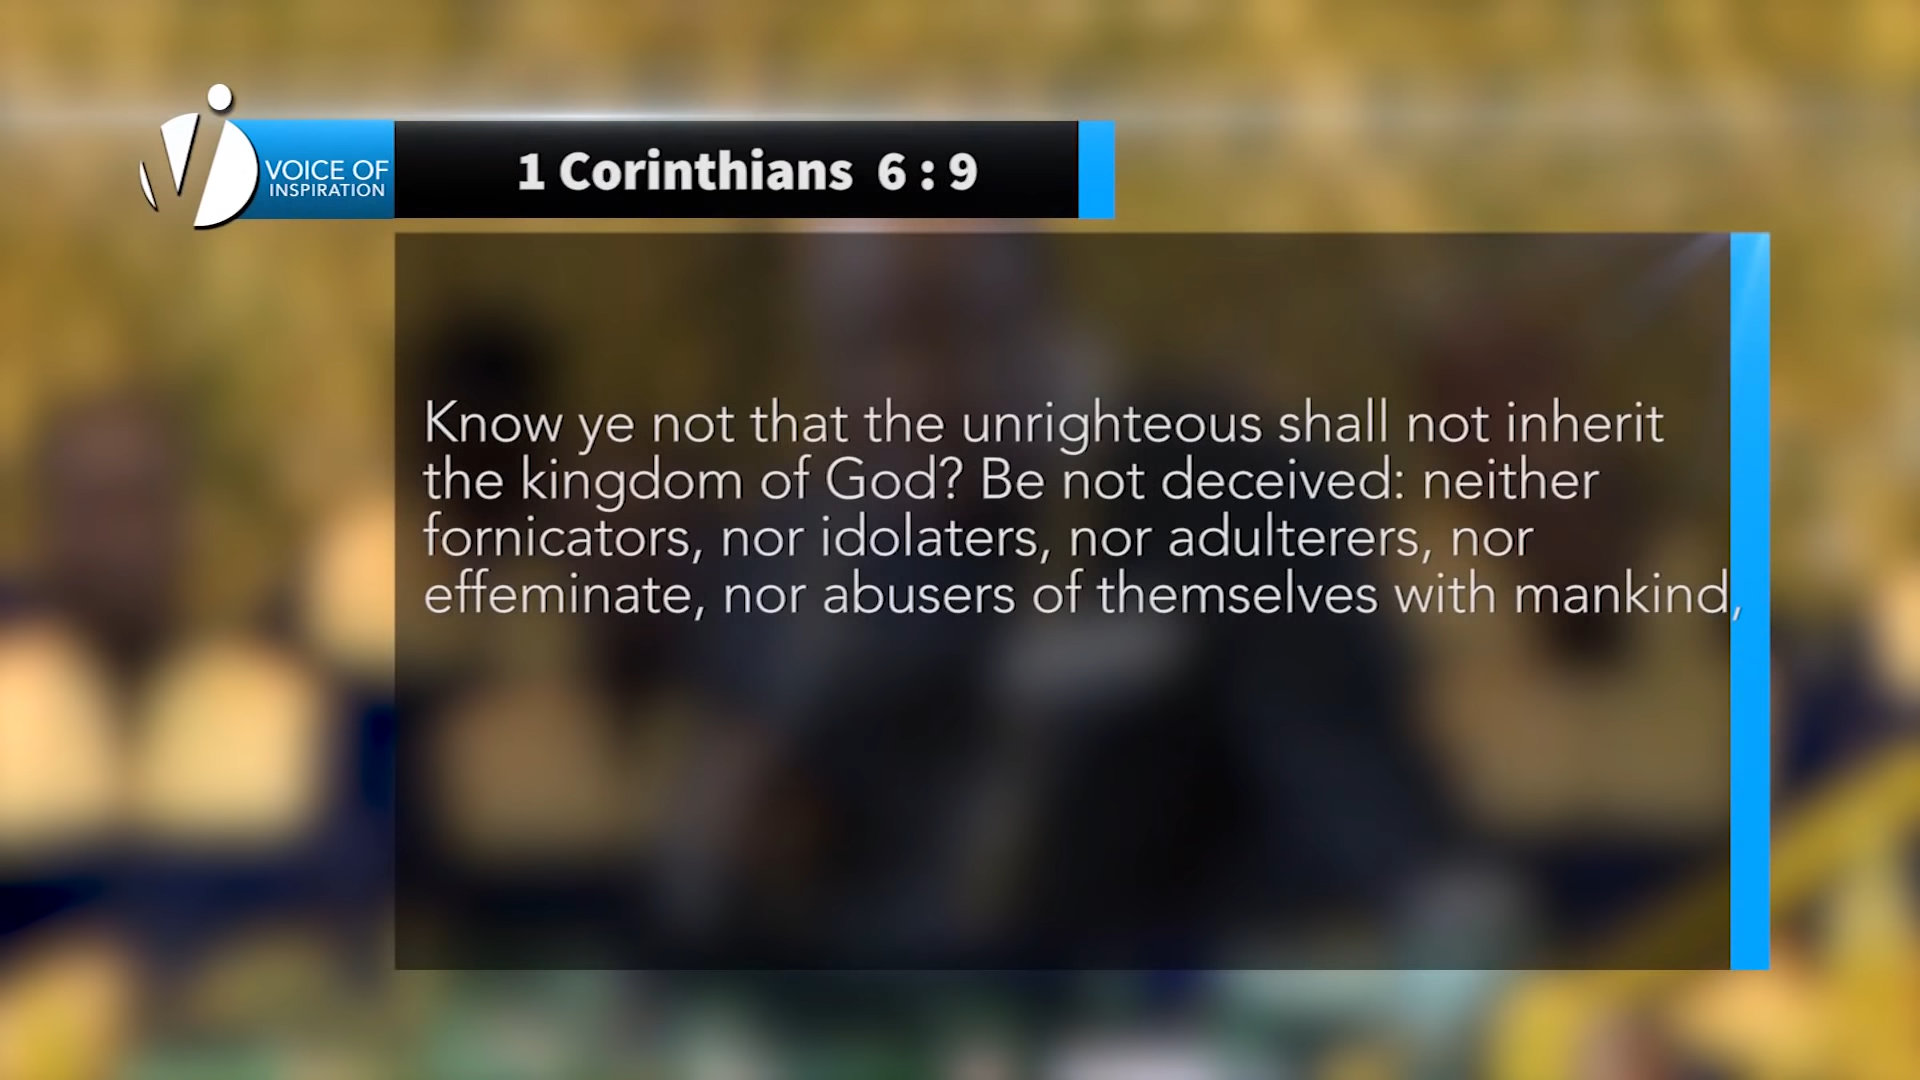 VOICE OF
INSPIRATION
1 Corinthians 6 : 9
Know ye not that the unrighteous shall not inherit
the kingdom of God? Be not deceived: neither
fornicators, nor idolaters, nor adulterers, nor
effeminate, nor abusers of themselves with mankind,